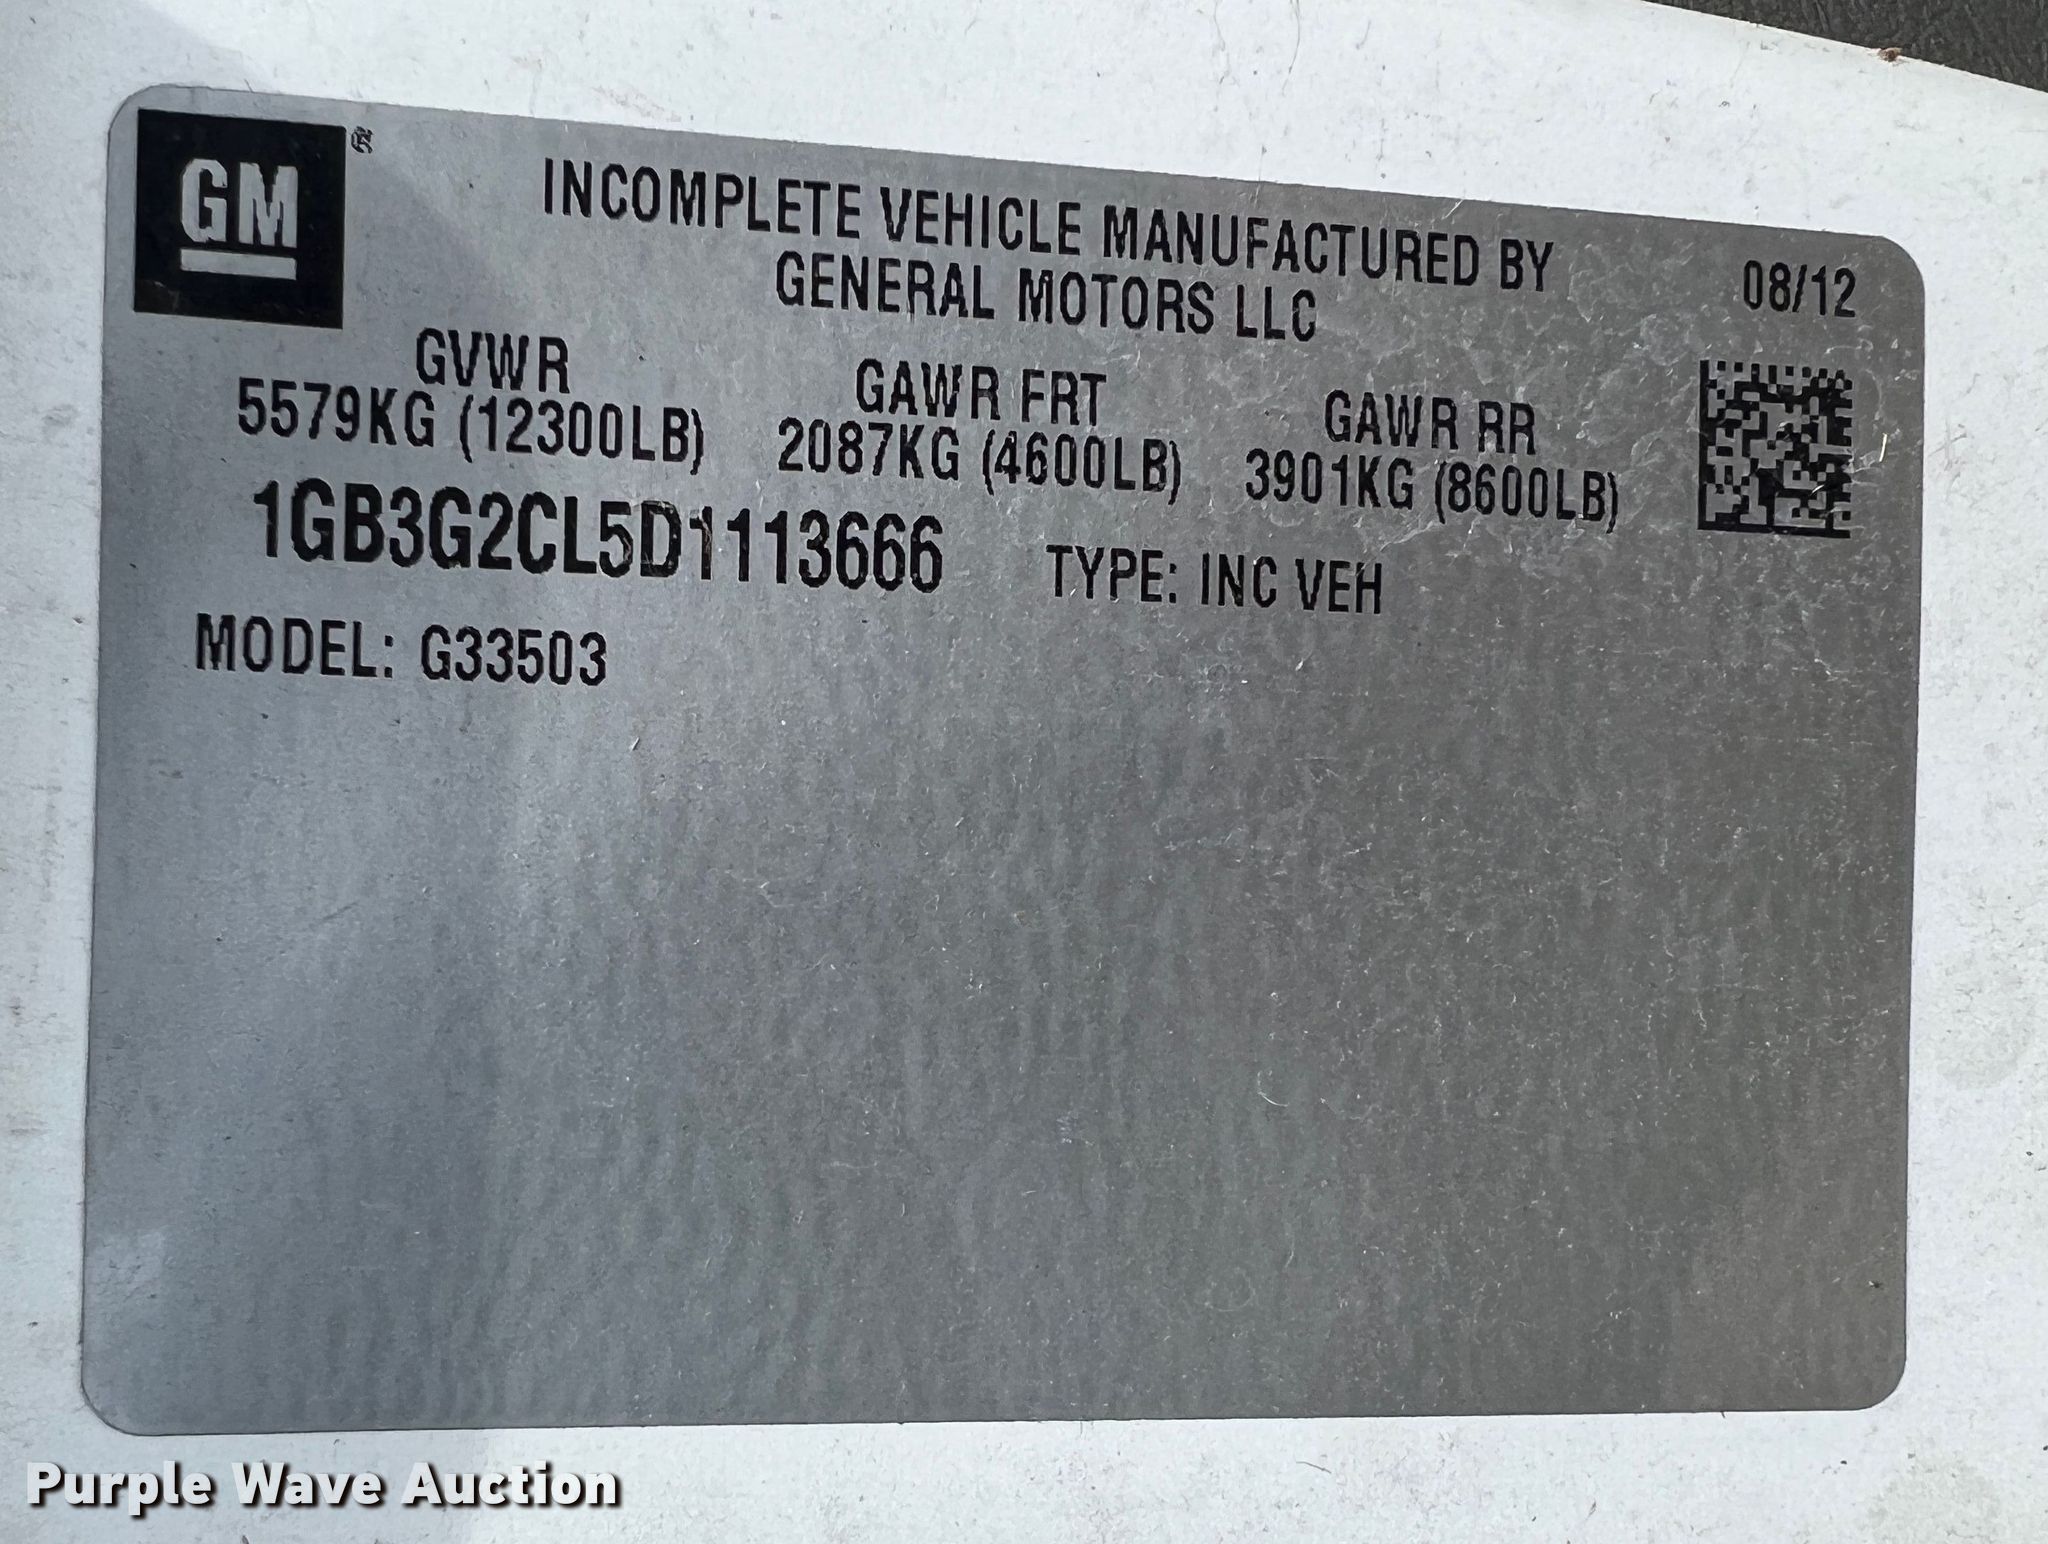 GM®
INCOMPLETE VEHICLE MANUFACTURED BY
GENERAL MOTORS LLC
08/12
GVWR
5579KG (12300LB)
GAWR FRT
2087KG (4600LB)
GAWR RR
3901KG (8600LB)
1GB3G2CL5D1113666
TYPE: INC VEH
MODEL: G33503
Purple Wave Auction